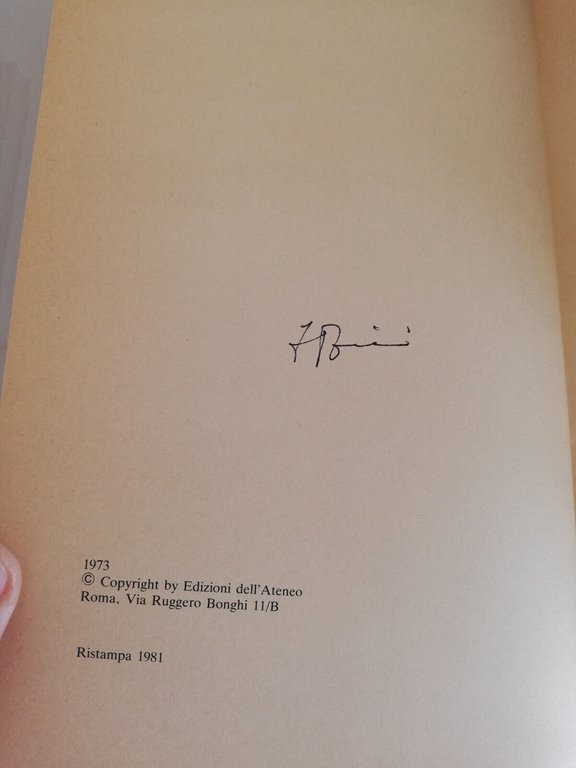 1973
© Copyright by Edizioni dell'Ateneo
Roma, Via Ruggero Bonghi 11/B
Ristampa 1981